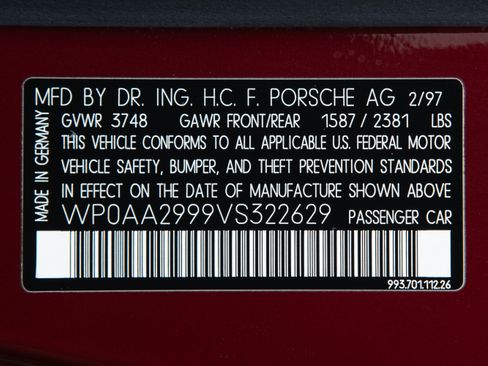 MFD BY DR. ING. H.C. F. PORSCHE AG 2/97
GVWR 3748 GAWR FRONT/REAR 1587 / 2381 LBS
THIS VEHICLE CONFORMS TO ALL APPLICABLE U.S. FEDERAL MOTOR
VEHICLE SAFETY, BUMPER, AND THEFT PREVENTION STANDARDS
IN EFFECT ON THE DATE OF MANUFACTURE SHOWN ABOVE
WP0AA2999VS322629 PASSENGER CAR
993.701.112.26
MADE IN GERMANY